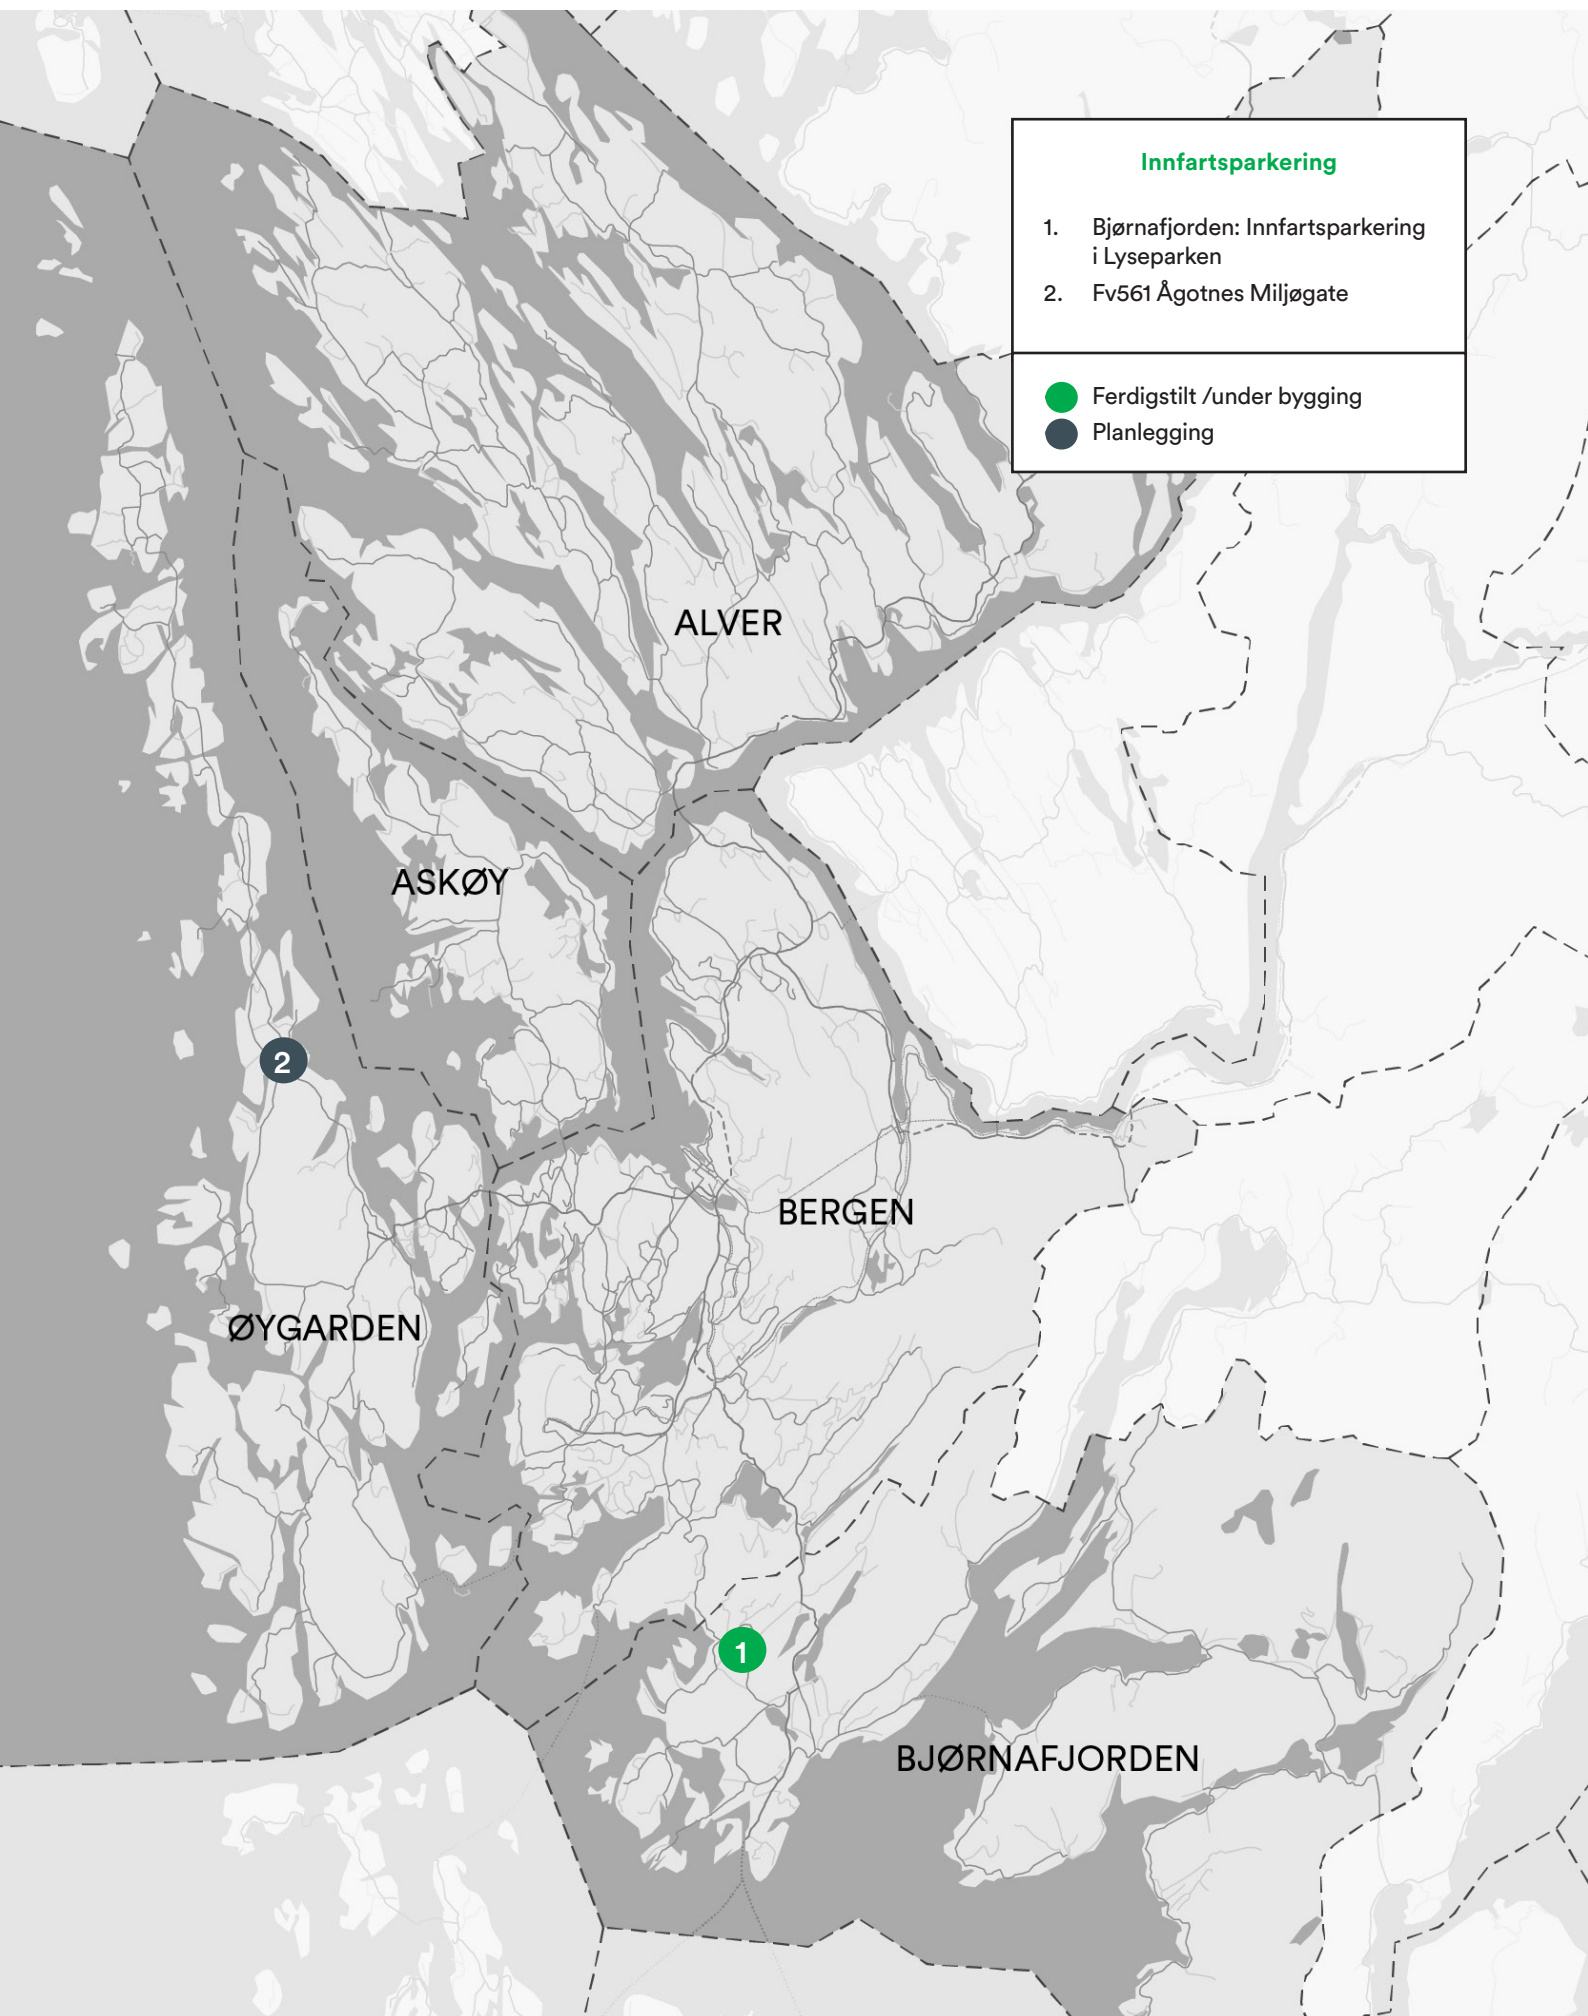 Innfartsparkering
1. Bjørnafjorden: Innfartsparkering
i Lyseparken
2. Fv561 Ågotnes Miljøgate
Ferdigstilt /under bygging
Planlegging
ALVER
ASKØY
2
BERGEN
ØYGARDEN
1
BJØRNAFJORDEN